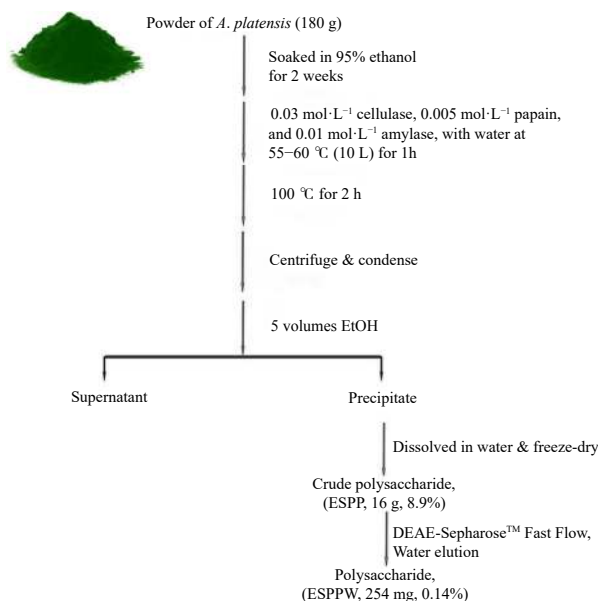 Powder of A. platensis (180 g)
Soaked in 95% ethanol
for 2 weeks
0.03 mol·L⁻¹ cellulase, 0.005 mol·L⁻¹ papain,
and 0.01 mol·L⁻¹ amylase, with water at
55−60 ℃ (10 L) for 1h
100 ℃ for 2 h
Centrifuge & condense
5 volumes EtOH
Supernatant
Precipitate
Dissolved in water & freeze-dry
Crude polysaccharide,
(ESPP, 16 g, 8.9%)
DEAE-Sepharose™ Fast Flow,
Water elution
Polysaccharide,
(ESPPW, 254 mg, 0.14%)